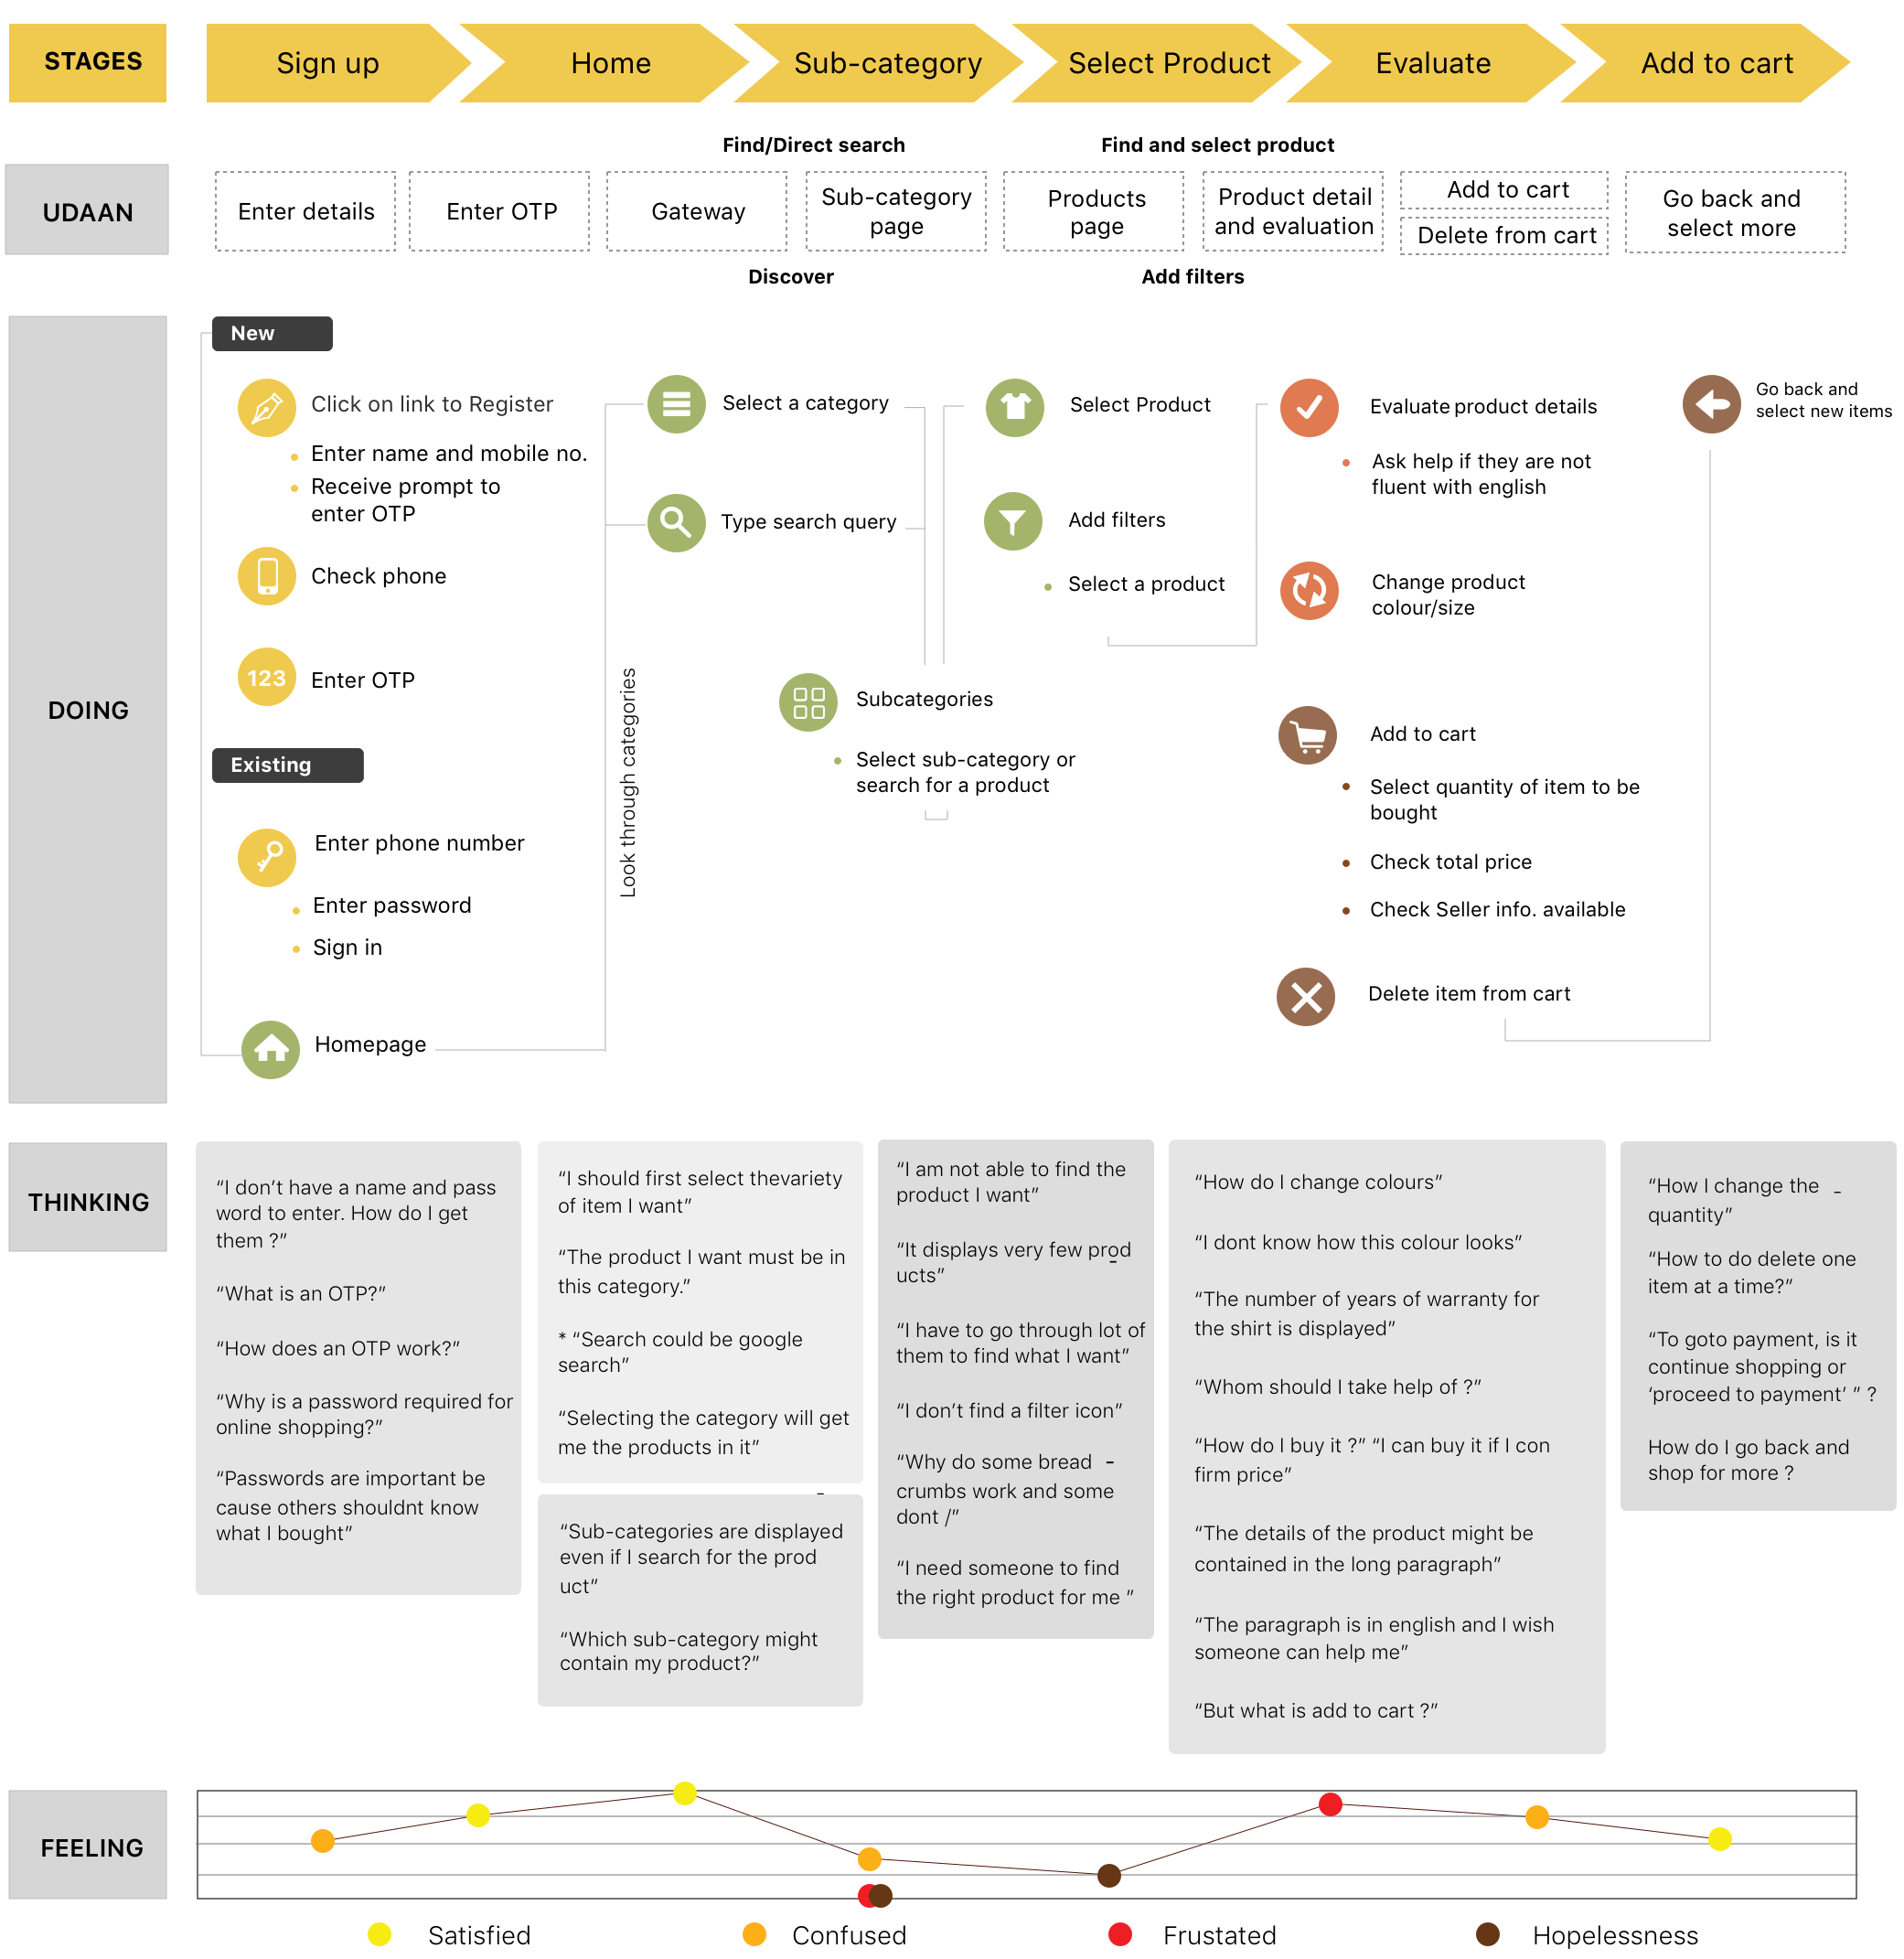 STAGES
Sign up
Home
Sub-category
Select Product
Evaluate
Add to cart
Find/Direct search
Find and select product
UDAAN
Enter details
Enter OTP
Gateway
Sub-category
page
Products
page
Product detail
and evaluation
Add to cart
Delete from cart
Go back and
select more
Discover
Add filters
DOING
New
Click on link to Register
• Enter name and mobile no.
• Receive prompt to
enter OTP
Check phone
123
Enter OTP
Existing
Enter phone number
• Enter password
• Sign in
Homepage
Look through categories
Select a category
Type search query
Subcategories
• Select sub-category or
search for a product
Select Product
Add filters
• Select a product
Evaluate product details
• Ask help if they are not
fluent with english
Change product
colour/size
Add to cart
• Select quantity of item to be
bought
• Check total price
• Check Seller info. available
Delete item from cart
Go back and
select new items
THINKING
“I don’t have a name and pass
word to enter. How do I get
them ?”
“What is an OTP?”
“How does an OTP work?”
“Why is a password required for
online shopping?”
“Passwords are important be
cause others shouldnt know
what I bought”
“I should first select thevariety
of item I want”
“The product I want must be in
this category.”
* “Search could be google
search”
“Selecting the category will get
me the products in it”
-
“Sub-categories are displayed
even if I search for the prod
uct”
“Which sub-category might
contain my product?”
“I am not able to find the
product I want”
“It displays very few prod
-
ucts”
“I have to go through lot of
them to find what I want”
“I don’t find a filter icon”
“Why do some bread -
crumbs work and some
dont /”
“I need someone to find
the right product for me ”
“How do I change colours”
“I dont know how this colour looks”
“The number of years of warranty for
the shirt is displayed”
“Whom should I take help of ?”
“How do I buy it ?” “I can buy it if I con
firm price”
“The details of the product might be
contained in the long paragraph”
“The paragraph is in english and I wish
someone can help me”
“But what is add to cart ?”
“How I change the -
quantity”
“How to do delete one
item at a time?”
“To goto payment, is it
continue shopping or
‘proceed to payment’ ” ?
How do I go back and
shop for more ?
FEELING
Satisfied
Confused
Frustated
Hopelessness